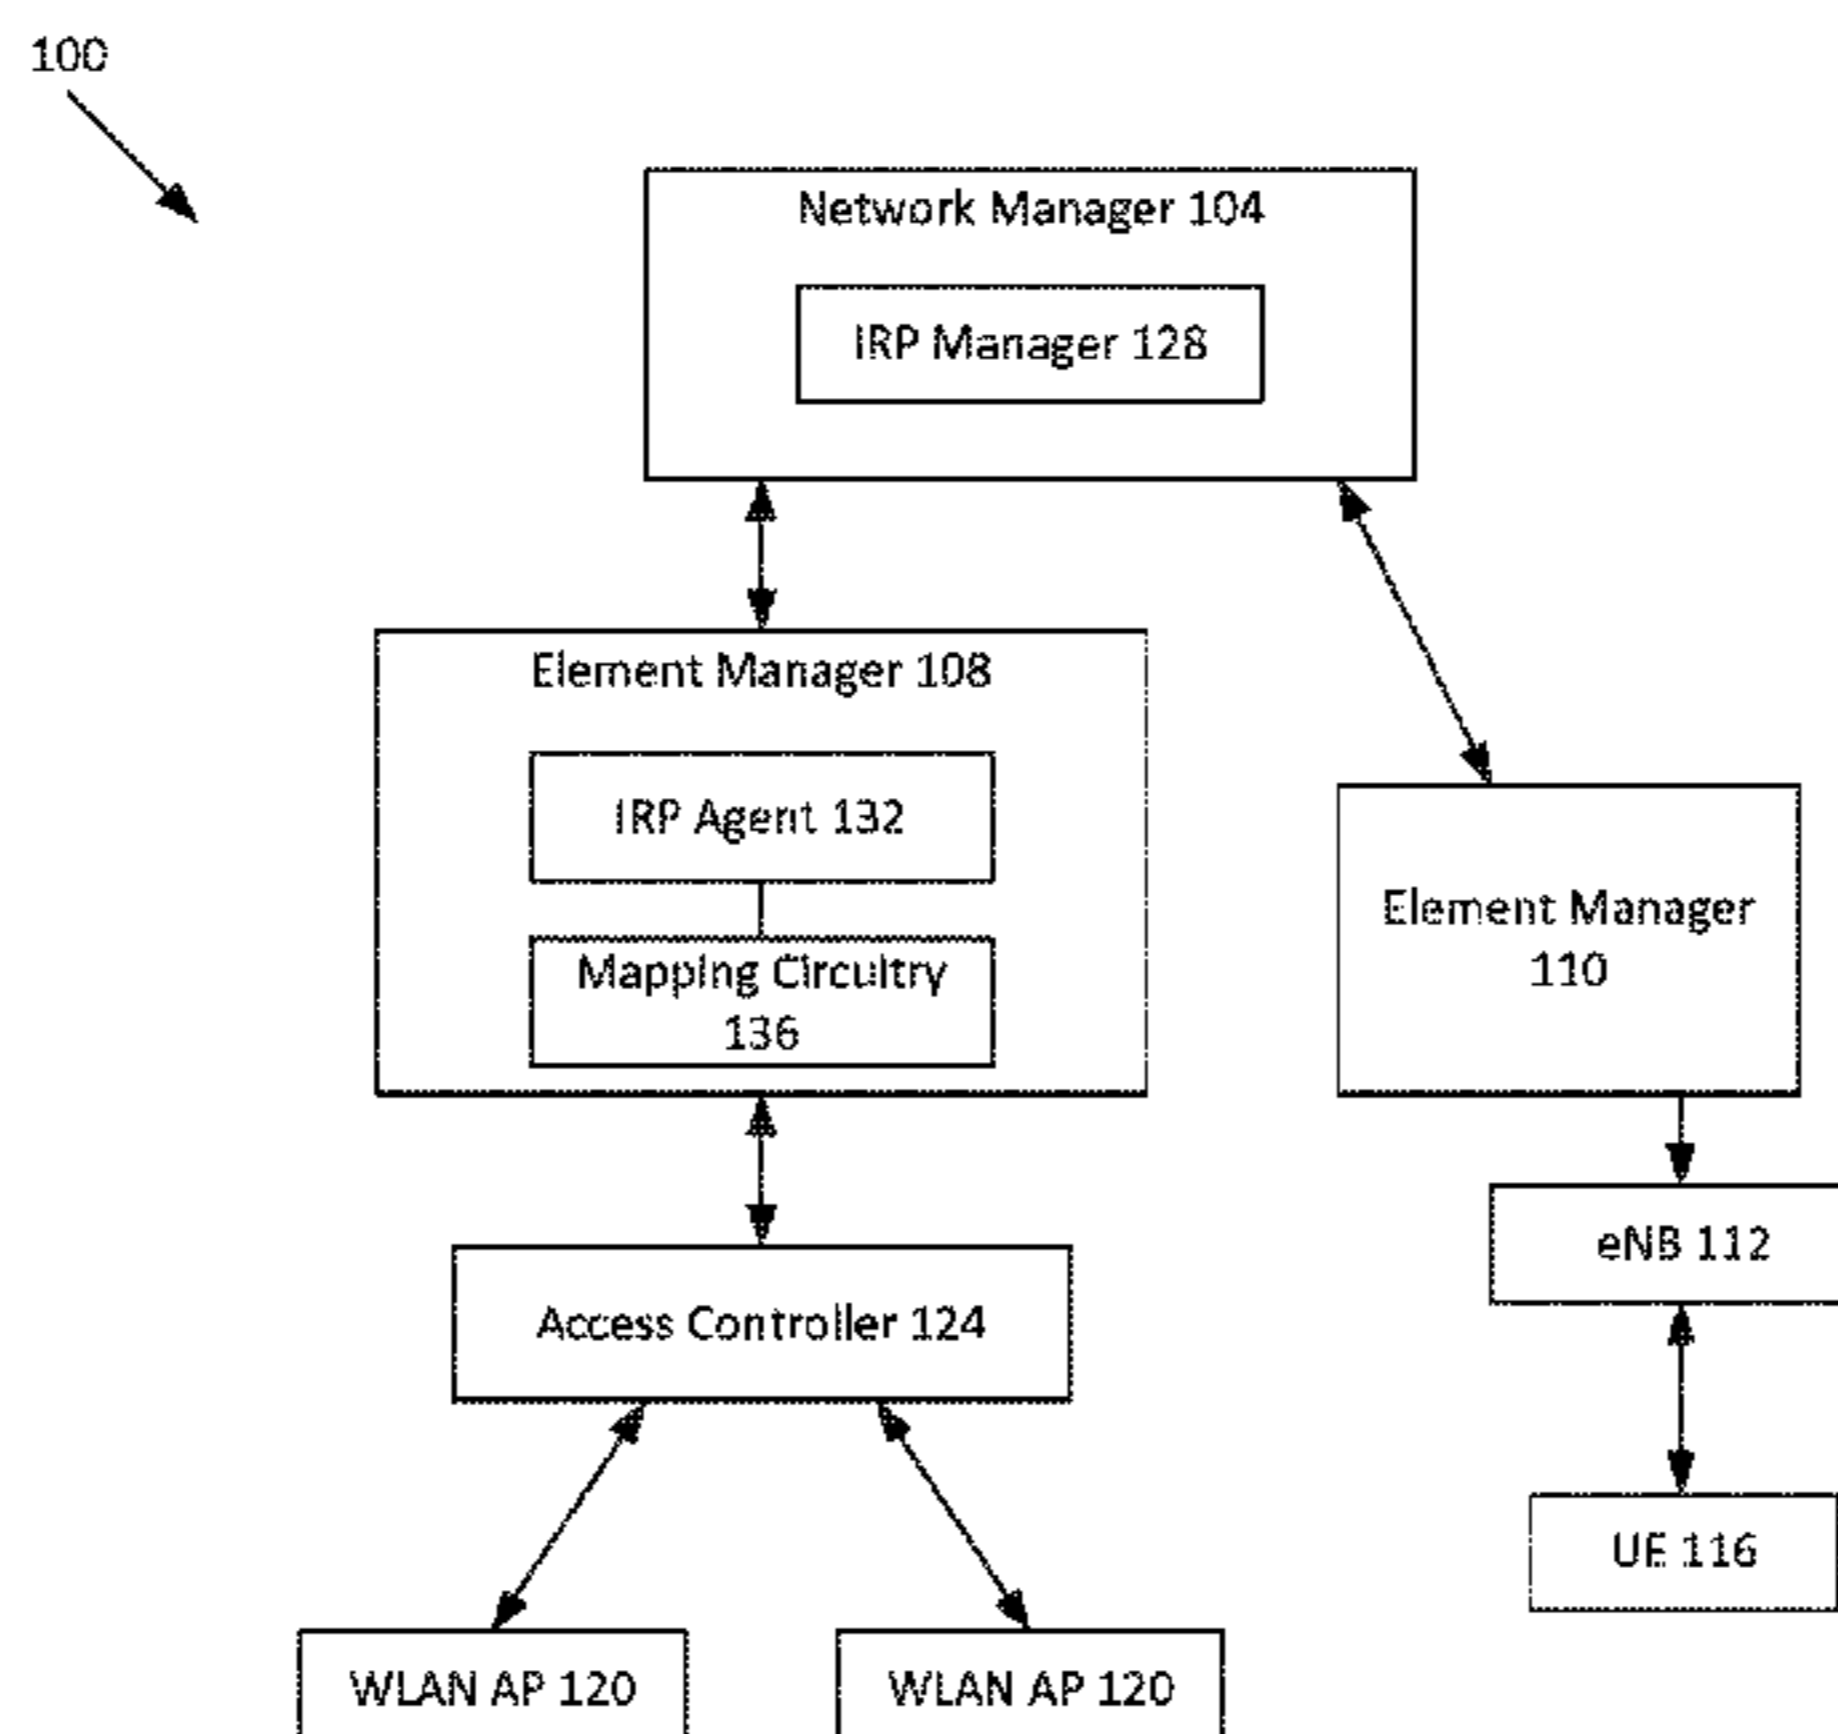 100
Network Manager 104
IRP Manager 128
Element Manager 108
IRP Agent 132
Mapping Circuitry
136
Element Manager
110
eNB 112
Access Controller 124
UE 116
WLAN AP 120
WLAN AP 120